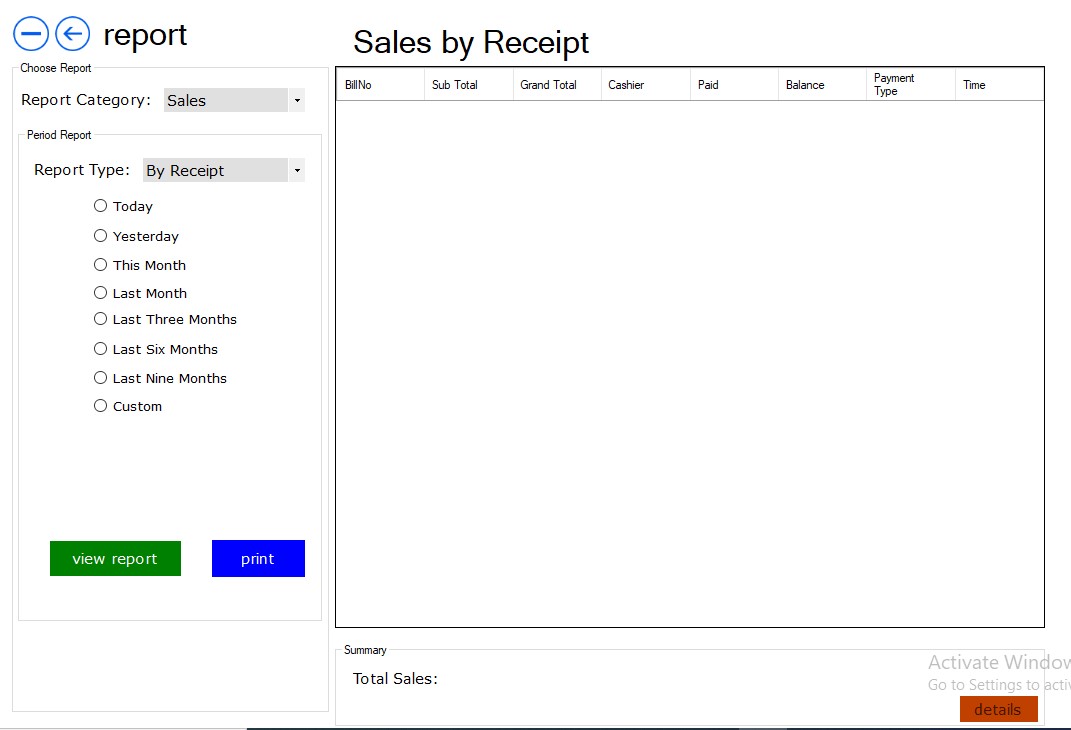 report
Sales by Receipt
Choose Report
Report Category: Sales
Period Report
Report Type: By Receipt
Today
Yesterday
This Month
Last Month
Last Three Months
Last Six Months
Last Nine Months
Custom
view report print
BillNo Sub Total Grand Total Cashier Paid Balance Payment Type Time
Summary
Total Sales:
Activate Window
Go to Settings to activ
details